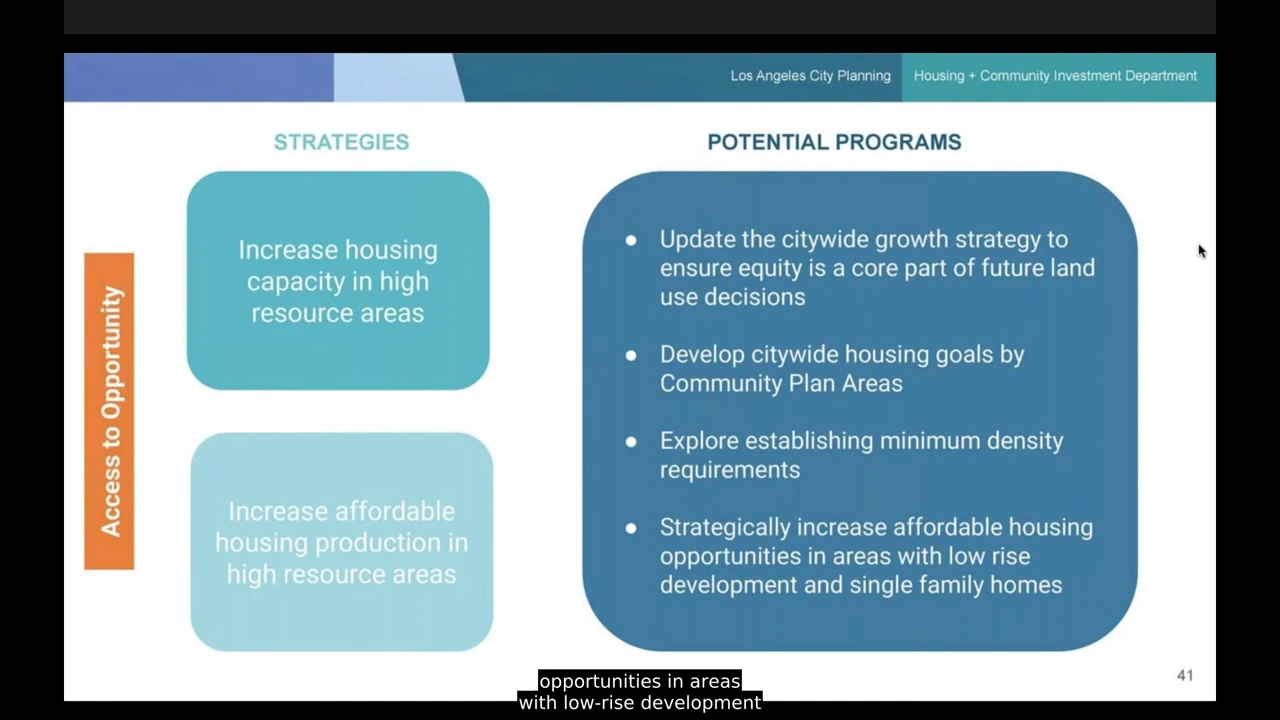 Los Angeles City Planning
Housing + Community Investment Department
STRATEGIES
POTENTIAL PROGRAMS
Access to Opportunity
Increase housing
capacity in high
resource areas
Increase affordable
housing production in
high resource areas
● Update the citywide growth strategy to
ensure equity is a core part of future land
use decisions
● Develop citywide housing goals by
Community Plan Areas
● Explore establishing minimum density
requirements
● Strategically increase affordable housing
opportunities in areas with low rise
development and single family homes
41
opportunities in areas
with low-rise development